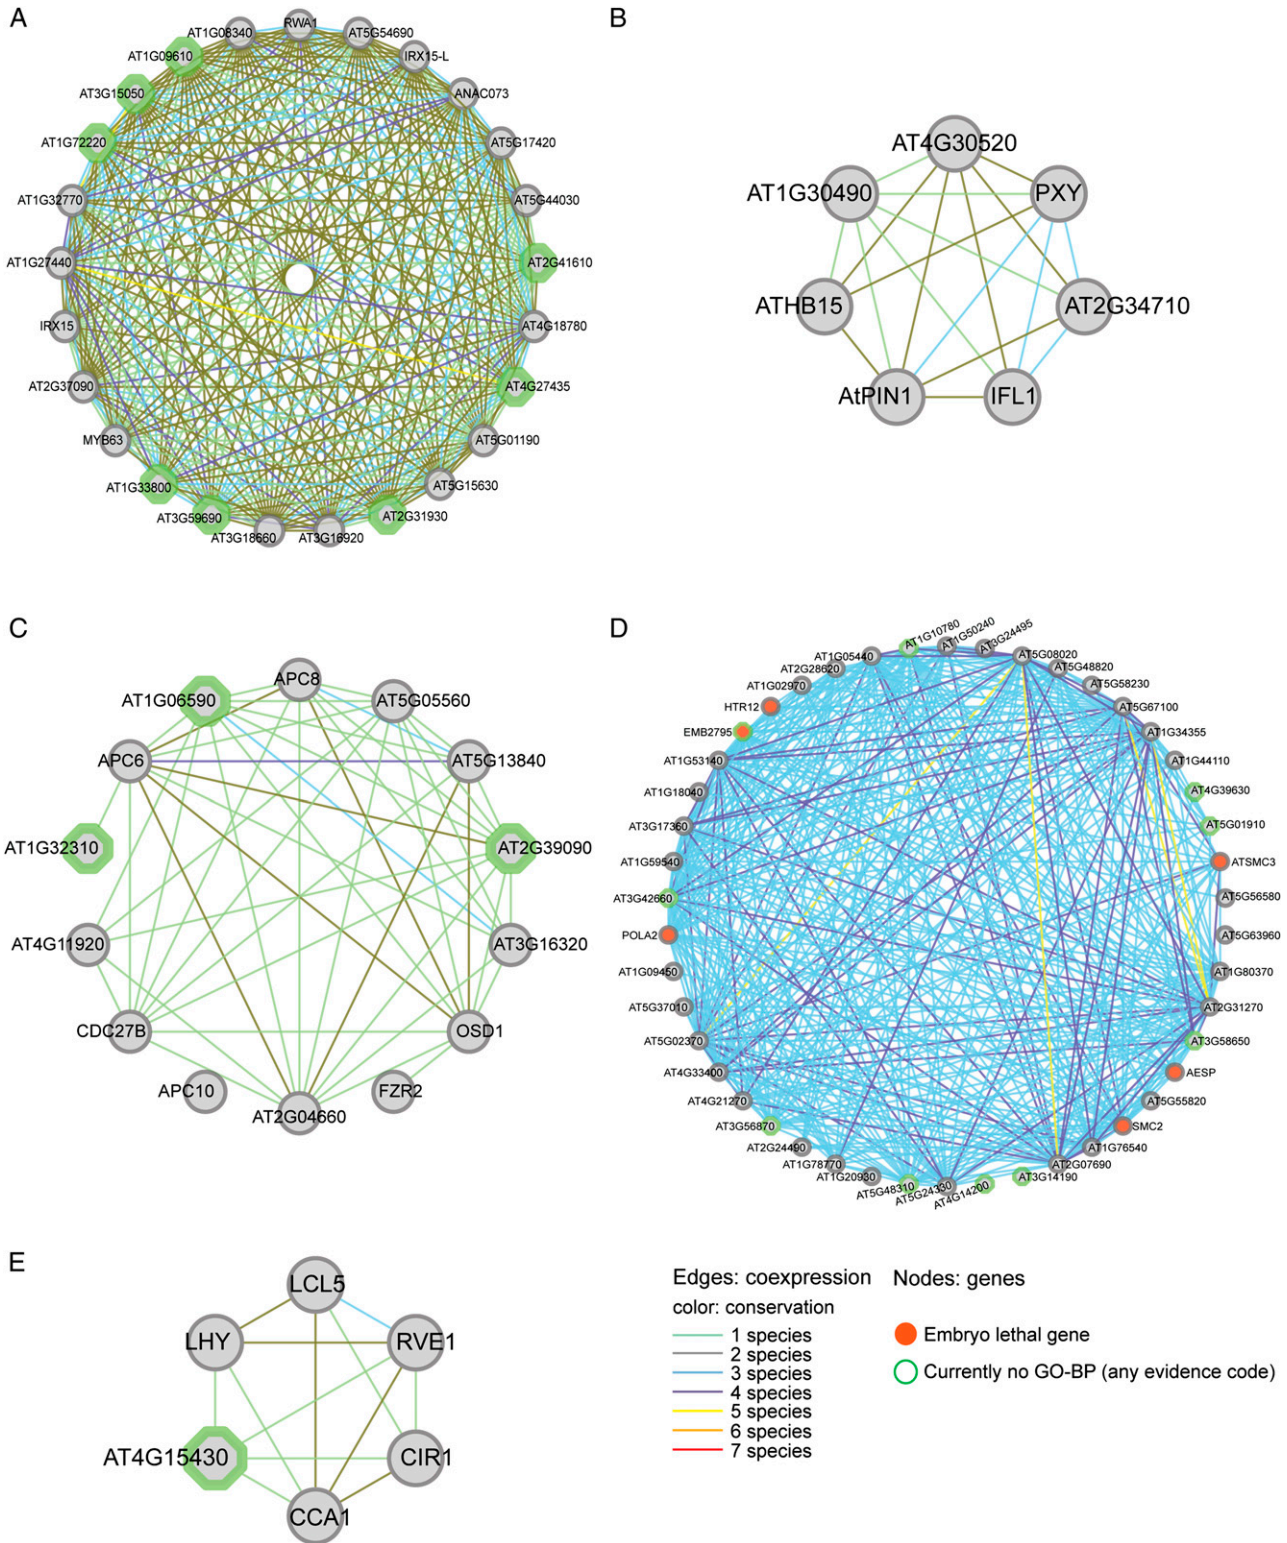 A
RWA1
AT1G08340
AT5G54690
AT1G09610
IRX15-L
AT3G15050
ANAC073
AT1G72220
AT5G17420
AT1G32770
AT5G44030
AT1G27440
AT2G41610
IRX15
AT4G18780
AT2G37090
AT4G27435
MYB63
AT5G01190
AT1G33800
AT5G15630
AT3G59690
AT2G31930
AT3G18660
AT3G16920
B
AT4G30520
AT1G30490
PXY
ATHB15
AT2G34710
AtPIN1
IFL1
C
APC8
AT1G06590
AT5G05560
APC6
AT5G13840
AT1G32310
AT2G39090
AT4G11920
AT3G16320
CDC27B
OSD1
APC10
FZR2
AT2G04660
D
AT1G10780
AT1G50240
AT3G24495
AT1G05440
AT5G08020
AT2G28620
AT5G48820
AT1G02970
AT5G58230
HTR12
AT5G67100
EMB2795
AT1G34355
AT1G53140
AT1G44110
AT1G18040
AT4G39630
AT3G17360
AT5G01910
AT1G59540
ATSMC3
AT3G42660
AT5G56580
POLA2
AT5G63960
AT1G09450
AT1G80370
AT5G37010
AT2G31270
AT5G02370
AT3G58650
AT4G33400
AESP
AT4G21270
AT5G55820
AT3G56870
SMC2
AT2G24490
AT1G76540
AT1G78770
AT2G07690
AT1G20930
AT3G14190
AT5G48310
AT5G24330
AT4G14200
E
LCL5
LHY
RVE1
AT4G15430
CIR1
CCA1
Edges: coexpression
color: conservation
1 species
2 species
3 species
4 species
5 species
6 species
7 species
Nodes: genes
Embryo lethal gene
Currently no GO-BP (any evidence code)